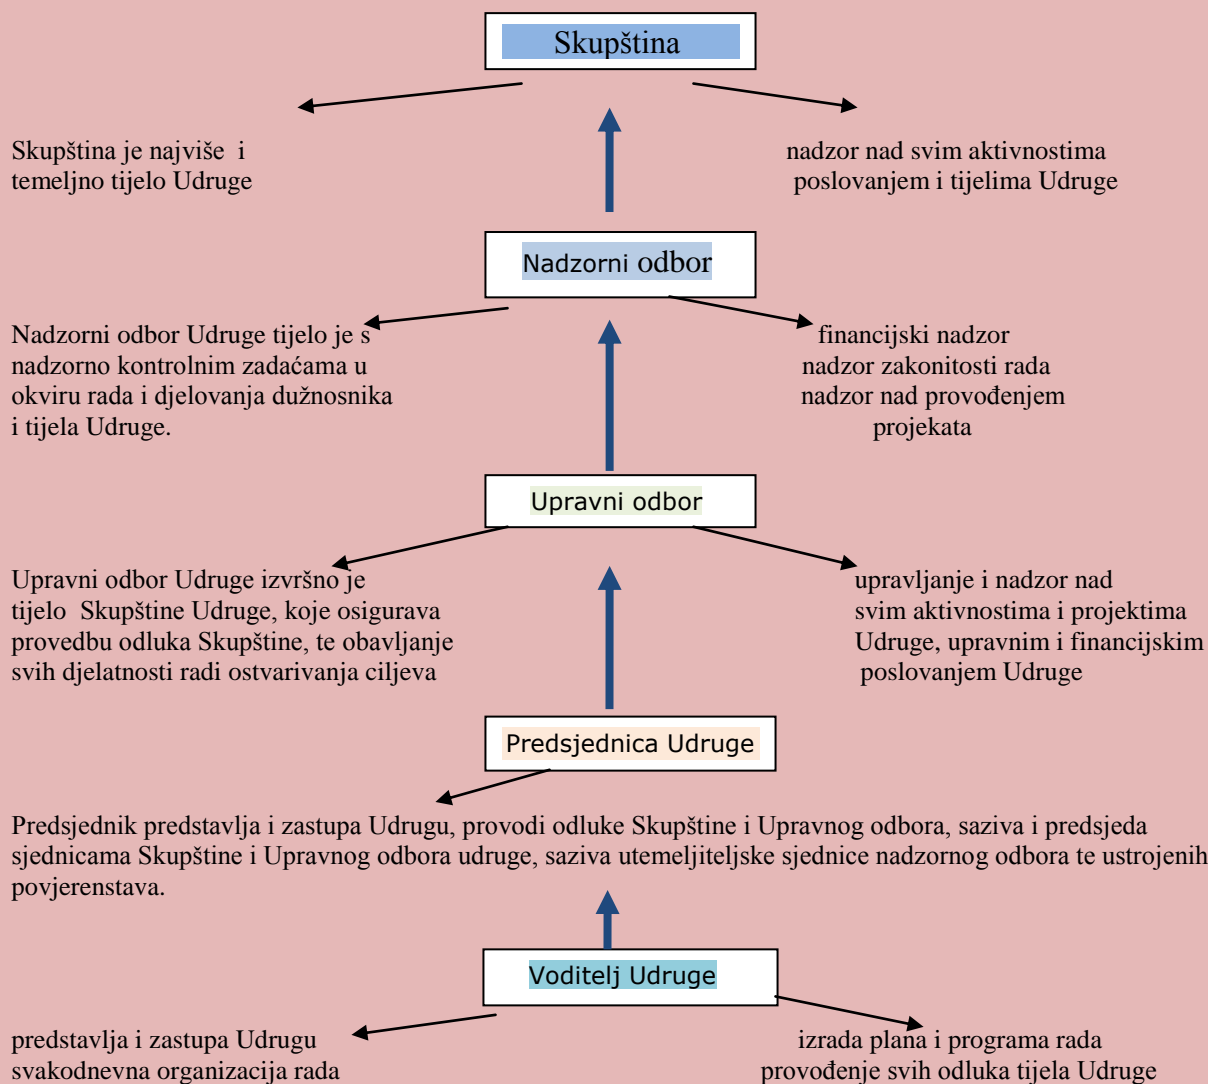 Skupština
Skupština je najviše i
temeljno tijelo Udruge
nadzor nad svim aktivnostima
poslovanjem i tijelima Udruge
Nadzorni odbor
Nadzorni odbor Udruge tijelo je s
nadzorno kontrolnim zadaćama u
okviru rada i djelovanja dužnosnika
i tijela Udruge.
financijski nadzor
nadzor zakonitosti rada
nadzor nad provođenjem
projekata
Upravni odbor
Upravni odbor Udruge izvršno je
tijelo Skupštine Udruge, koje osigurava
provedbu odluka Skupštine, te obavljanje
svih djelatnosti radi ostvarivanja ciljeva
upravljanje i nadzor nad
svim aktivnostima i projektima
Udruge, upravnim i financijskim
poslovanjem Udruge
Predsjednica Udruge
Predsjednik predstavlja i zastupa Udrugu, provodi odluke Skupštine i Upravnog odbora, saziva i predsjeda
sjednicama Skupštine i Upravnog odbora udruge, saziva utemeljiteljske sjednice nadzornog odbora te ustrojenih
povjerenstava.
Voditelj Udruge
predstavlja i zastupa Udrugu
svakodnevna organizacija rada
izrada plana i programa rada
provođenje svih odluka tijela Udruge